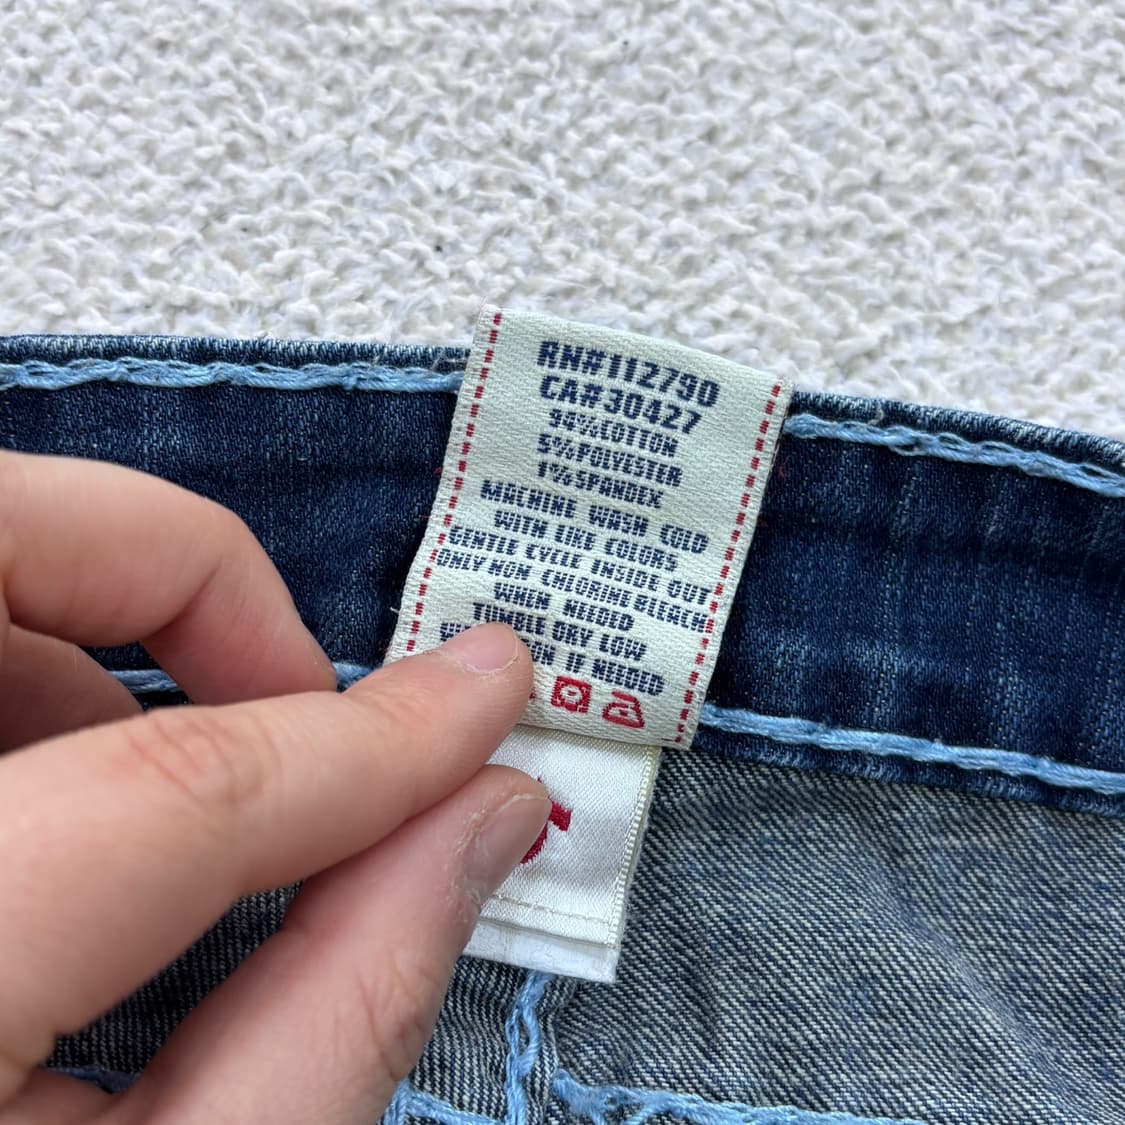 RN#112790
CA#30427
94%COTTON
5%POLYESTER
1%SPANDEX
MACHINE WASH COLD
WITH LIKE COLORS
GENTLE CYCLE INSIDE OUT
ONLY NON CHLORINE BLEACH
WHEN NEEDED
TUMBLE DRY LOW
IF NEEDED